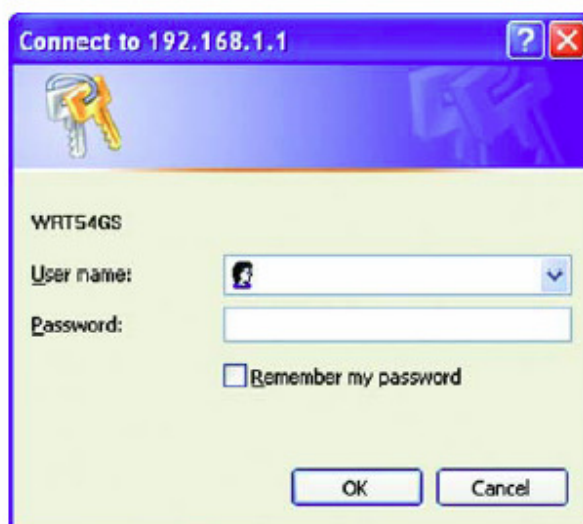 Connect to 192.168.1.1
?
WRT54GS
User name:
Password:
Remember my password
OK
Cancel